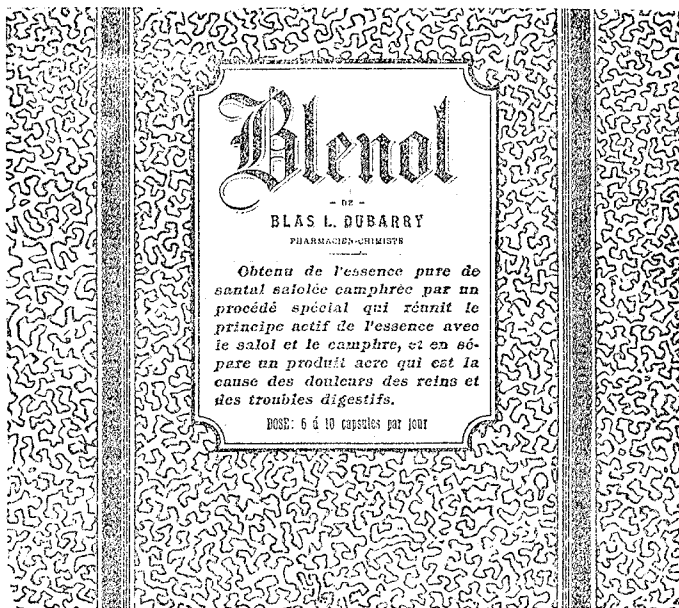 Blenol
- DE -
BLAS L. DUBARRY
PHARMACIEN-CHIMISTE
Obtenu de l'essence pure de
santal salolée camphrée par un
procédé spécial qui réunit le
principe actif de l'essence avec
le salol et le camphre, et en sé-
pare un produit acre qui est la
cause des douleurs des reins et
des troubles digestifs.
DOSE: 6 á 10 capsules par jour